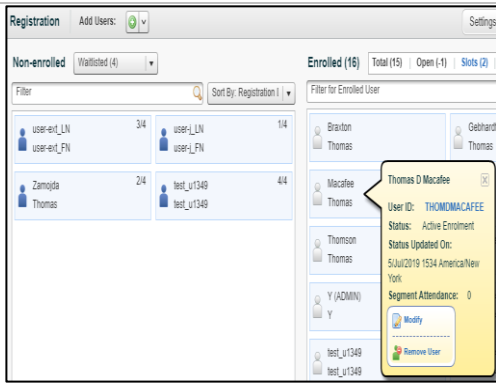 Registration Add Users: Settings
Non-enrolled Waitlisted (4)
Enrolled (16) Total (15) Open (-1) Slots (2)
Filter Sort By: Registration I
Filter for Enrolled User
user-ext_LN 3/4
user-ext_FN
user-j_LN 1/4
user-j_FN
Zamojda 2/4
Thomas
test_u1349 4/4
test_u1349
Braxton
Thomas
Gebhardt
Thomas
Macafee
Thomas
Thomson
Thomas
Y (ADMIN)
Y
test_u1349
test_u1349
Thomas D Macafee
User ID: THOMDMACAFEE
Status: Active Enrolment
Status Updated On:
5/Jul/2019 1534 America/New
York
Segment Attendance: 0
Modify
Remove User